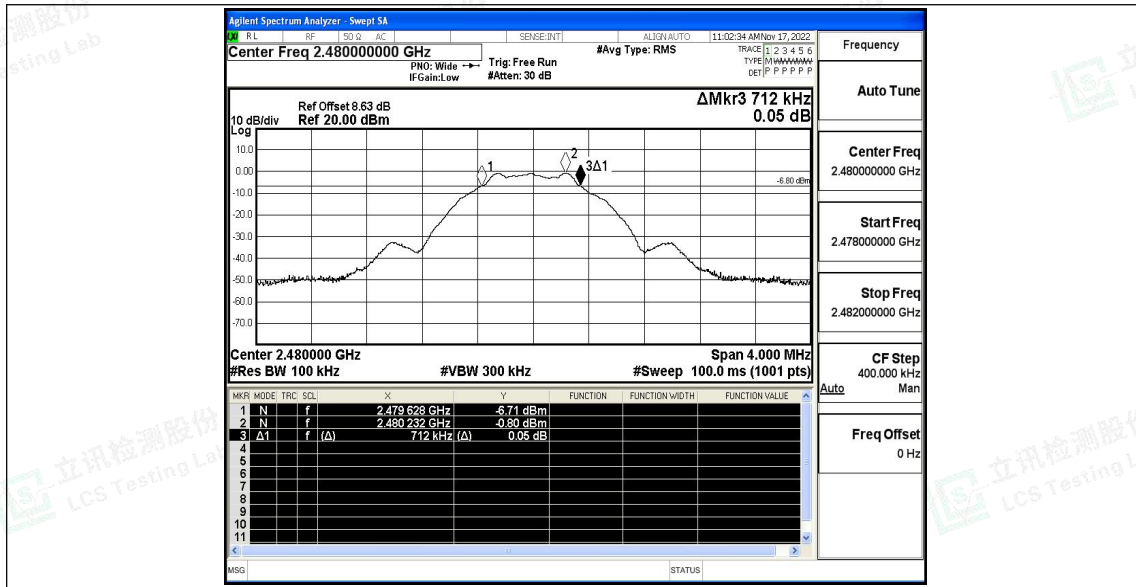 Agilent Spectrum Analyzer - Swept SA
LXI RL RF 50 Ω AC SENSE:INT ALIGN AUTO 11:02:34 AM Nov 17, 2022
Center Freq 2.480000000 GHz
PNO: Wide
IFGain:Low
Trig: Free Run
#Atten: 30 dB
#Avg Type: RMS
TRACE 1 2 3 4 5 6
TYPE MWWWWW
DET P P P P P P
Ref Offset 8.63 dB
10 dB/div Ref 20.00 dBm
Log
ΔMkr3 712 kHz
0.05 dB
10.0
0.00
-10.0
-20.0
-30.0
-40.0
-50.0
-60.0
-70.0
1
2
3Δ1
-6.80 dBm
Center 2.480000 GHz Span 4.000 MHz
#Res BW 100 kHz #VBW 300 kHz #Sweep 100.0 ms (1001 pts)
MKR MODE TRC SCL X Y FUNCTION FUNCTION WIDTH FUNCTION VALUE
1 N f 2.479 628 GHz -6.71 dBm
2 N f 2.480 232 GHz -0.80 dBm
3 Δ1 f (Δ) 712 kHz (Δ) 0.05 dB
4
5
6
7
8
9
10
11
MSG STATUS
Frequency
Auto Tune
Center Freq
2.480000000 GHz
Start Freq
2.478000000 GHz
Stop Freq
2.482000000 GHz
CF Step
400.000 kHz
Auto Man
Freq Offset
0 Hz
立讯检测股份
LCS Testing Lab
立讯检测股份
LCS Testing L